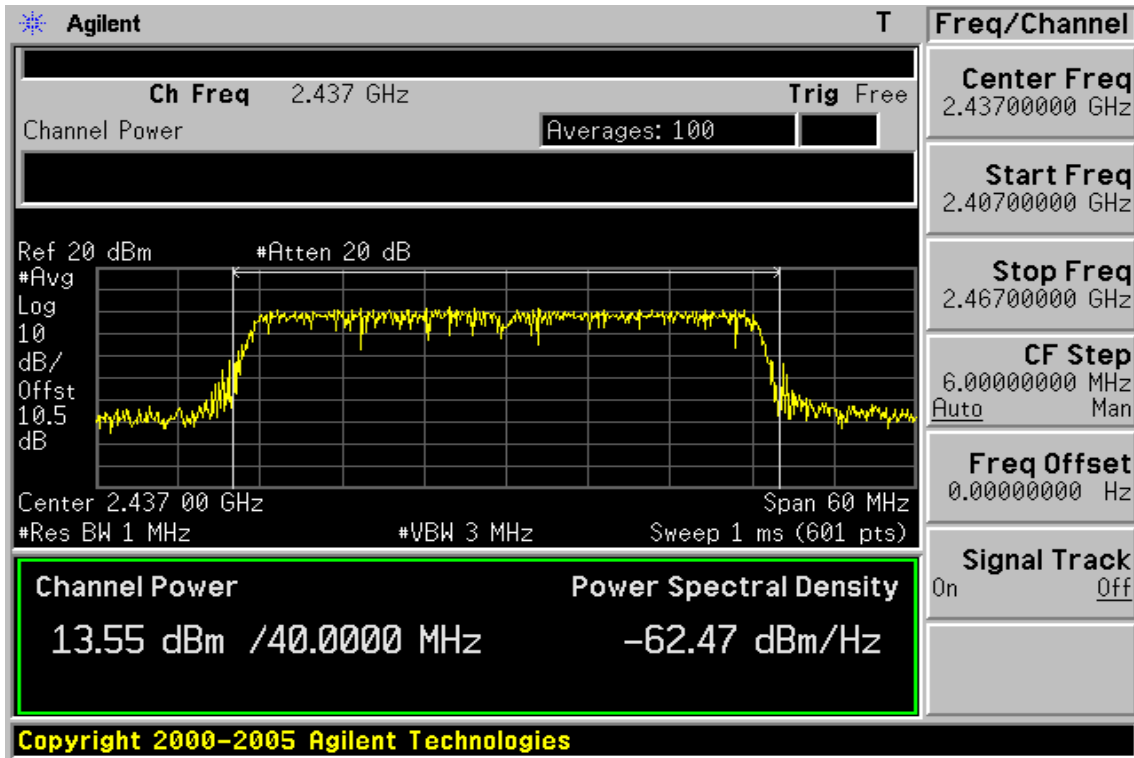 Agilent T Freq/Channel
Ch Freq 2.437 GHz Trig Free
Channel Power Averages: 100
Ref 20 dBm #Atten 20 dB
#Avg
Log
10
dB/
Offst
10.5
dB
Center 2.437 00 GHz Span 60 MHz
#Res BW 1 MHz #VBW 3 MHz Sweep 1 ms (601 pts)
Channel Power Power Spectral Density
13.55 dBm /40.0000 MHz -62.47 dBm/Hz
Center Freq
2.43700000 GHz
Start Freq
2.40700000 GHz
Stop Freq
2.46700000 GHz
CF Step
6.00000000 MHz
Auto Man
Freq Offset
0.00000000 Hz
Signal Track
On Off
Copyright 2000-2005 Agilent Technologies